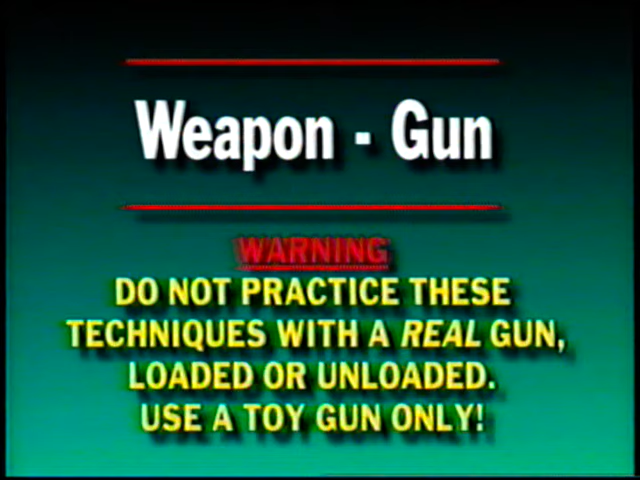 Weapon - Gun
WARNING
DO NOT PRACTICE THESE
TECHNIQUES WITH A REAL GUN,
LOADED OR UNLOADED.
USE A TOY GUN ONLY!